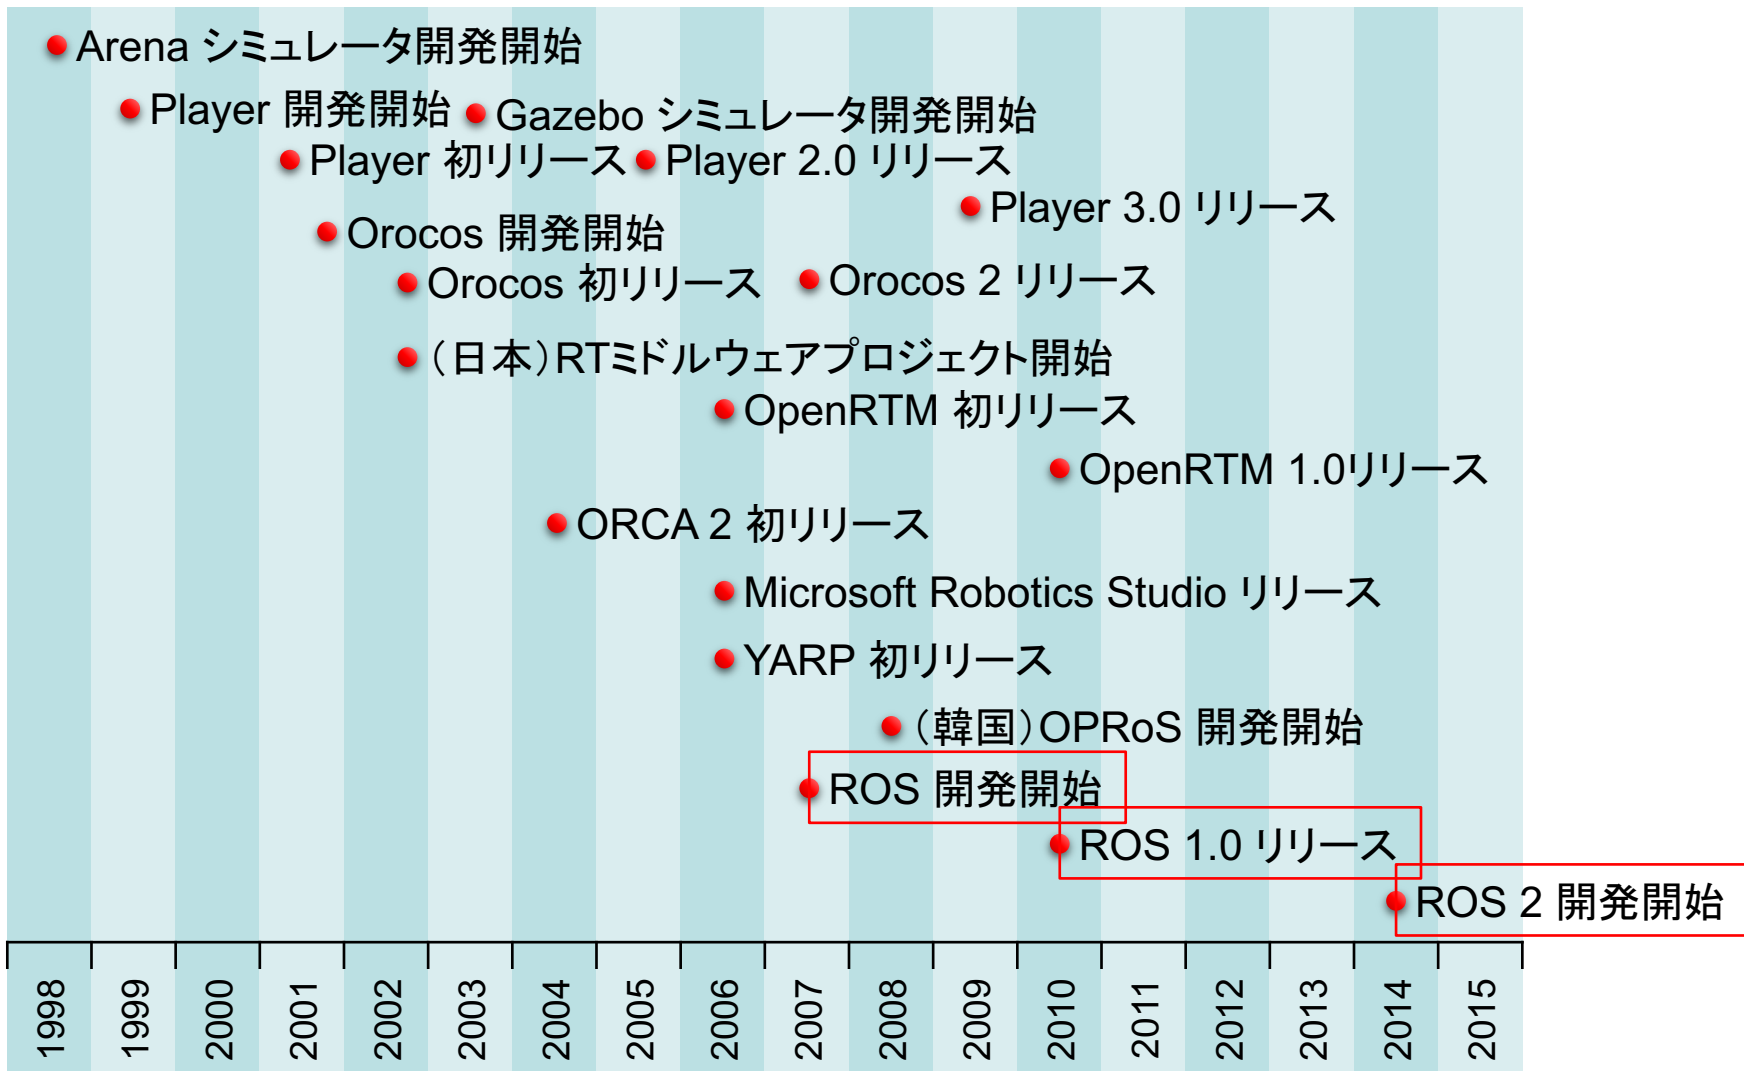 Arena シミュレータ開発開始
Player 開発開始
Gazebo シミュレータ開発開始
Player 初リリース
Player 2.0 リリース
Player 3.0 リリース
Orocos 開発開始
Orocos 初リリース
Orocos 2 リリース
（日本）RTミドルウェアプロジェクト開始
OpenRTM 初リリース
OpenRTM 1.0リリース
ORCA 2 初リリース
Microsoft Robotics Studio リリース
YARP 初リリース
（韓国）OPRoS 開発開始
ROS 開発開始
ROS 1.0 リリース
ROS 2 開発開始
1998
1999
2000
2001
2002
2003
2004
2005
2006
2007
2008
2009
2010
2011
2012
2013
2014
2015